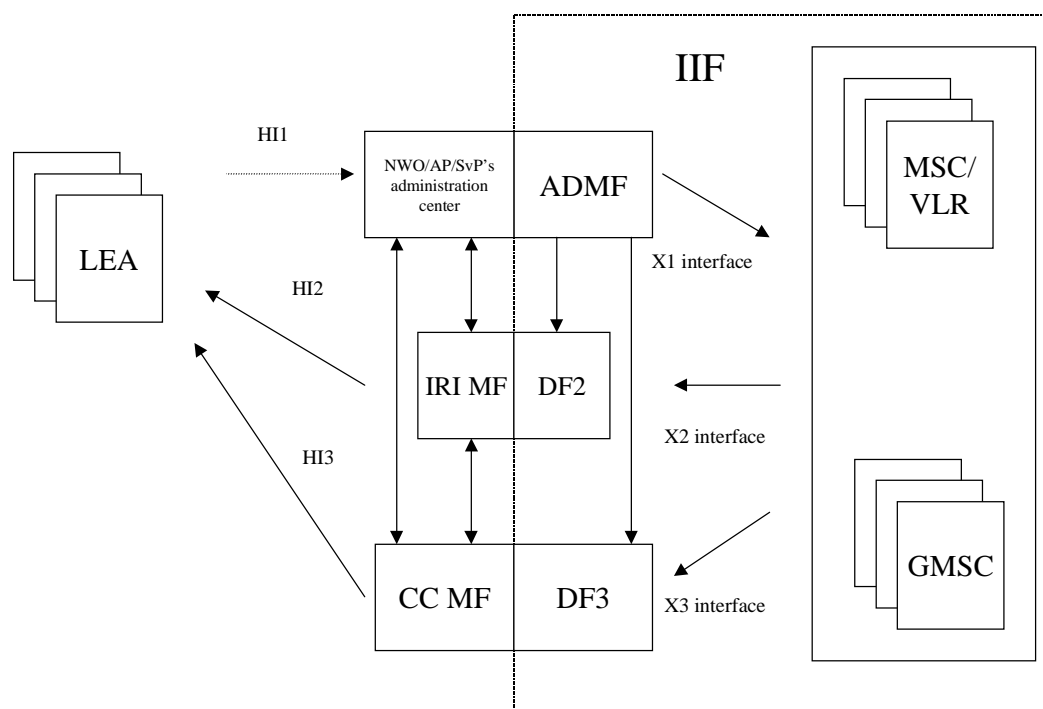 IIF
HI1
NWO/AP/SvP's
administration
center
ADMF
MSC/
VLR
LEA
X1 interface
HI2
IRI MF
DF2
X2 interface
HI3
CC MF
DF3
X3 interface
GMSC